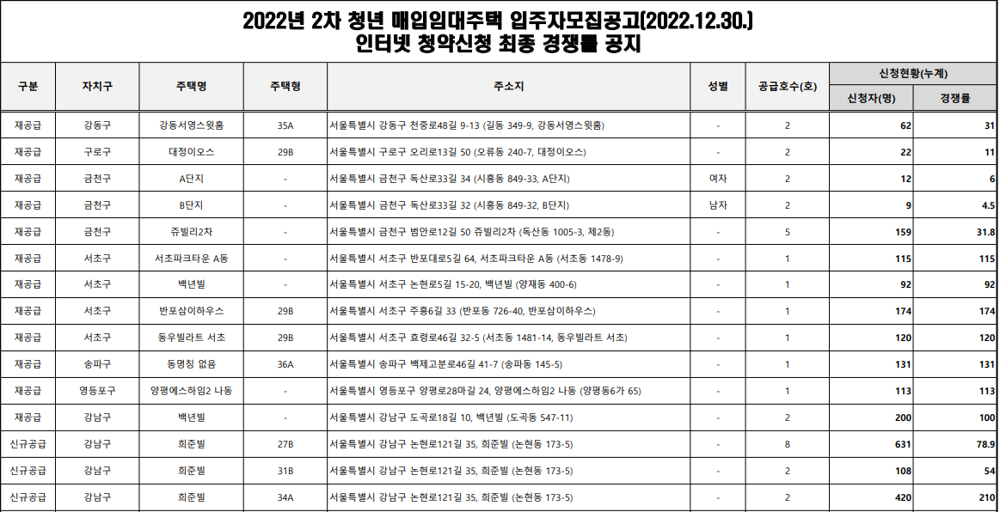 2022년 2차 청년 매입임대주택 입주자모집공고(2022.12.30.)
인터넷 청약신청 최종 경쟁률 공지
구분 자치구 주택명 주택형 주소지 성별 공급호수(호) 신청현황(누계)
신청자(명) 경쟁률
재공급 강동구 강동서영스윗홈 35A 서울특별시 강동구 천중로48길 9-13 (길동 349-9, 강동서영스윗홈) - 2 62 31
재공급 구로구 대정이오스 29B 서울특별시 구로구 오리로13길 50 (오류동 240-7, 대정이오스) - 2 22 11
재공급 금천구 A단지 - 서울특별시 금천구 독산로33길 34 (시흥동 849-33, A단지) 여자 2 12 6
재공급 금천구 B단지 - 서울특별시 금천구 독산로33길 32 (시흥동 849-32, B단지) 남자 2 9 4.5
재공급 금천구 쥬빌리2차 - 서울특별시 금천구 범안로12길 50 쥬빌리2차 (독산동 1005-3, 제2동) - 5 159 31.8
재공급 서초구 서초파크타운 A동 - 서울특별시 서초구 반포대로5길 64, 서초파크타운 A동 (서초동 1478-9) - 1 115 115
재공급 서초구 백년빌 - 서울특별시 서초구 논현로5길 15-20, 백년빌 (양재동 400-6) - 1 92 92
재공급 서초구 반포삼이하우스 29B 서울특별시 서초구 주흥6길 33 (반포동 726-40, 반포삼이하우스) - 1 174 174
재공급 서초구 동우빌라트 서초 29B 서울특별시 서초구 효령로46길 32-5 (서초동 1481-14, 동우빌라트 서초) - 1 120 120
재공급 송파구 동명칭 없음 36A 서울특별시 송파구 백제고분로46길 41-7 (송파동 145-5) - 1 131 131
재공급 영등포구 양평에스하임2 나동 - 서울특별시 영등포구 양평로28마길 24, 양평에스하임2 나동 (양평동6가 65) - 1 113 113
재공급 강남구 백년빌 - 서울특별시 강남구 도곡로18길 10, 백년빌 (도곡동 547-11) - 2 200 100
신규공급 강남구 희준빌 27B 서울특별시 강남구 논현로121길 35, 희준빌 (논현동 173-5) - 8 631 78.9
신규공급 강남구 희준빌 31B 서울특별시 강남구 논현로121길 35, 희준빌 (논현동 173-5) - 2 108 54
신규공급 강남구 희준빌 34A 서울특별시 강남구 논현로121길 35, 희준빌 (논현동 173-5) - 2 420 210